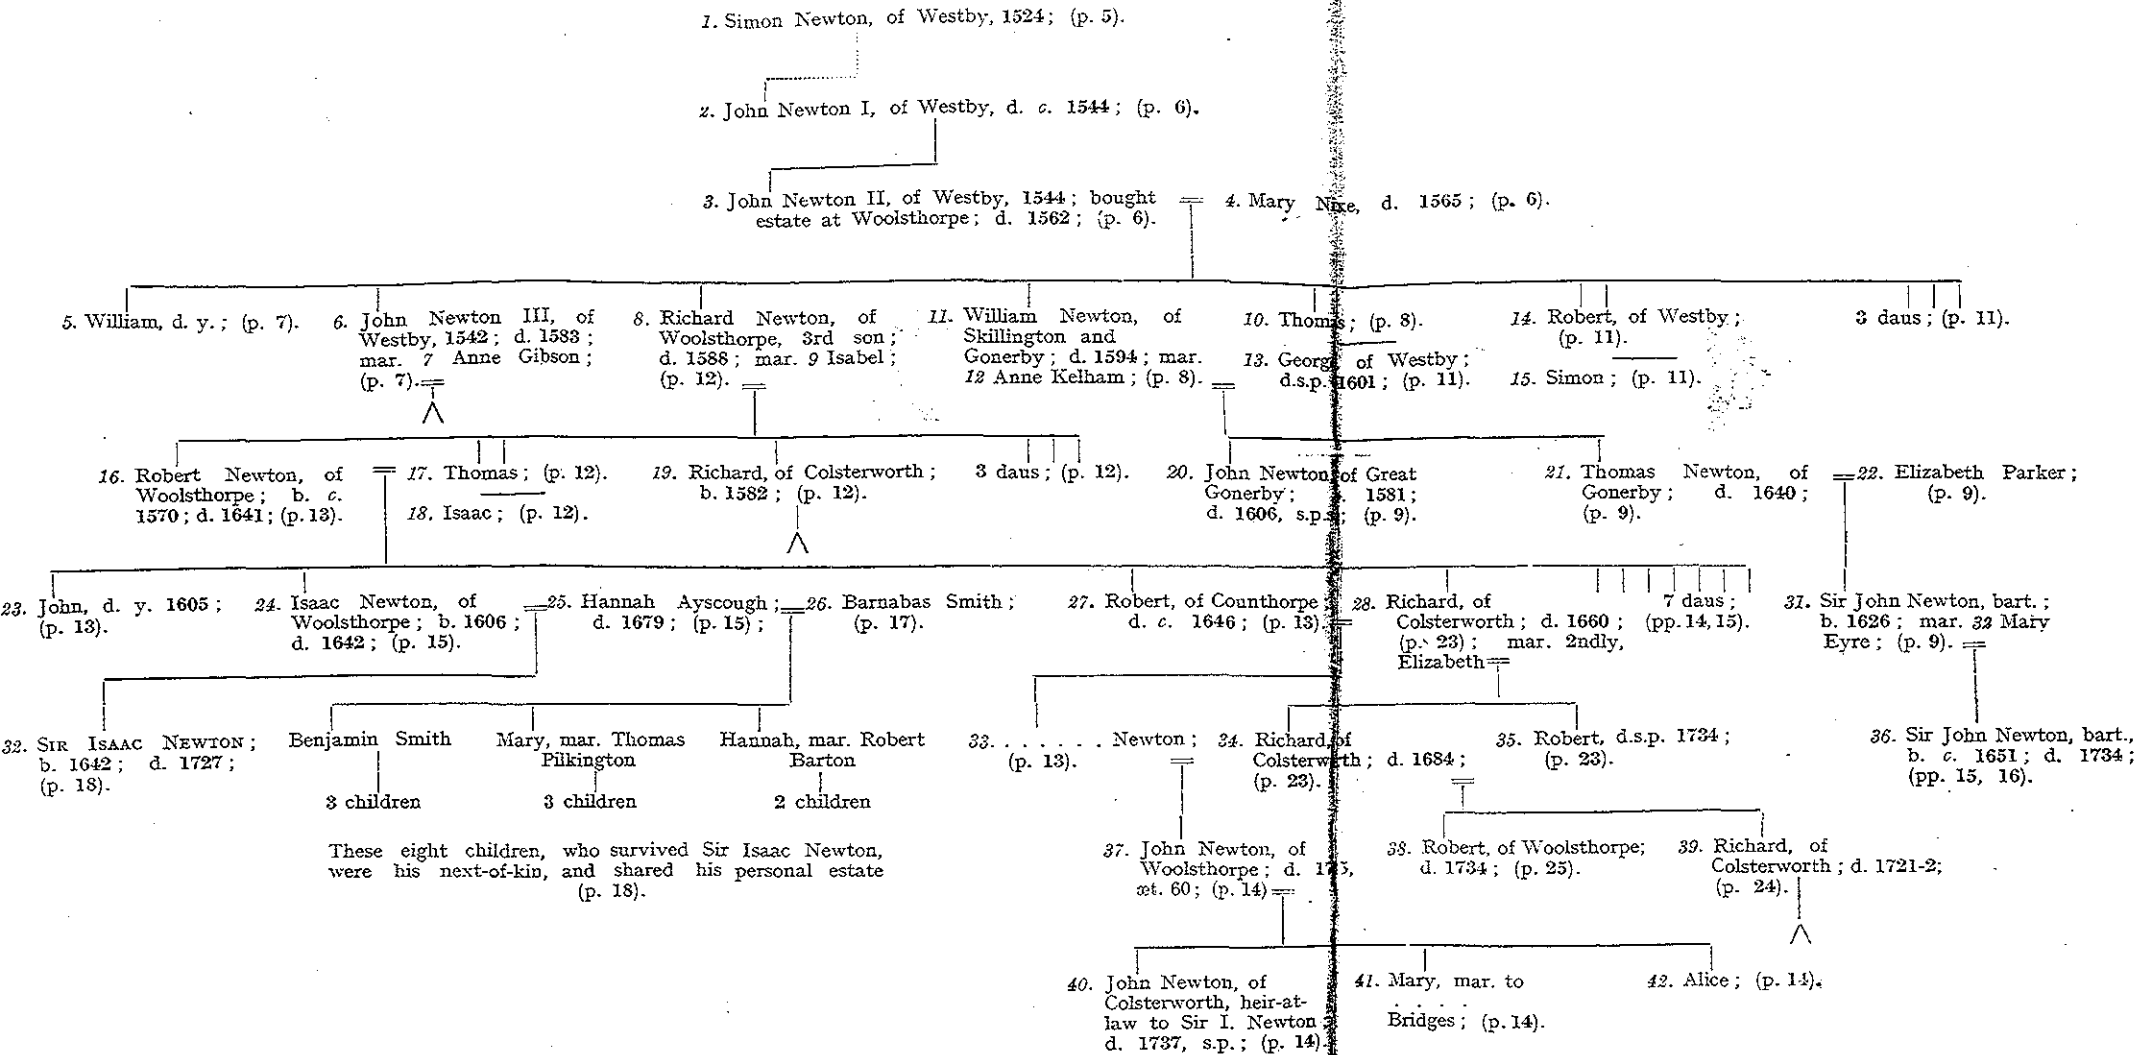 1. Simon Newton, of Westby, 1524; (p. 5).
2. John Newton I, of Westby, d. c. 1544; (p. 6).
3. John Newton II, of Westby, 1544; bought
estate at Woolsthorpe; d. 1562; (p. 6).
4. Mary Nixe, d. 1565; (p. 6).
5. William, d. y.; (p. 7).
6. John Newton III, of
Westby, 1542; d. 1583;
mar. 7 Anne Gibson;
(p. 7).
8. Richard Newton, of
Woolsthorpe, 3rd son;
d. 1588; mar. 9 Isabel;
(p. 12).
11. William Newton, of
Skillington and
Gonerby; d. 1594; mar.
12 Anne Kelham; (p. 8).
10. Thomas; (p. 8).
13. George of Westby;
d.s.p. 1601; (p. 11).
14. Robert, of Westby;
(p. 11).
15. Simon; (p. 11).
3 daus; (p. 11).
16. Robert Newton, of
Woolsthorpe; b. c.
1570; d. 1641; (p. 13).
17. Thomas; (p. 12).
18. Isaac; (p. 12).
19. Richard, of Colsterworth;
b. 1582; (p. 12).
3 daus; (p. 12).
20. John Newton of Great
Gonerby; 1581;
d. 1606, s.p.s; (p. 9).
21. Thomas Newton, of
Gonerby; d. 1640;
(p. 9).
22. Elizabeth Parker;
(p. 9).
23. John, d. y. 1605;
(p. 13).
24. Isaac Newton, of
Woolsthorpe; b. 1606;
d. 1642; (p. 15).
25. Hannah Ayscough;
d. 1679; (p. 15);
26. Barnabas Smith;
(p. 17).
27. Robert, of Counthorpe;
d. c. 1646; (p. 13).
28. Richard, of
Colsterworth; d. 1660;
(p. 23); mar. 2ndly,
Elizabeth
7 daus;
(pp. 14, 15).
31. Sir John Newton, bart.;
b. 1626; mar. 32 Mary
Eyre; (p. 9).
32. SIR ISAAC NEWTON;
b. 1642; d. 1727;
(p. 18).
Benjamin Smith
3 children
Mary, mar. Thomas
Pilkington
3 children
Hannah, mar. Robert
Barton
2 children
These eight children, who survived Sir Isaac Newton,
were his next-of-kin, and shared his personal estate
(p. 18).
33. . . . . . . Newton;
(p. 13).
34. Richard, of
Colsterworth; d. 1684;
(p. 23).
35. Robert, d.s.p. 1734;
(p. 23).
36. Sir John Newton, bart.,
b. c. 1651; d. 1734;
(pp. 15, 16).
37. John Newton, of
Woolsthorpe; d.
æt. 60; (p. 14)
38. Robert, of Woolsthorpe;
d. 1734; (p. 25).
39. Richard, of
Colsterworth; d. 1721-2;
(p. 24).
40. John Newton, of
Colsterworth, heir-at-
law to Sir I. Newton;
d. 1737, s.p.; (p. 14).
41. Mary, mar. to
. . . .
Bridges; (p. 14).
42. Alice; (p. 14).